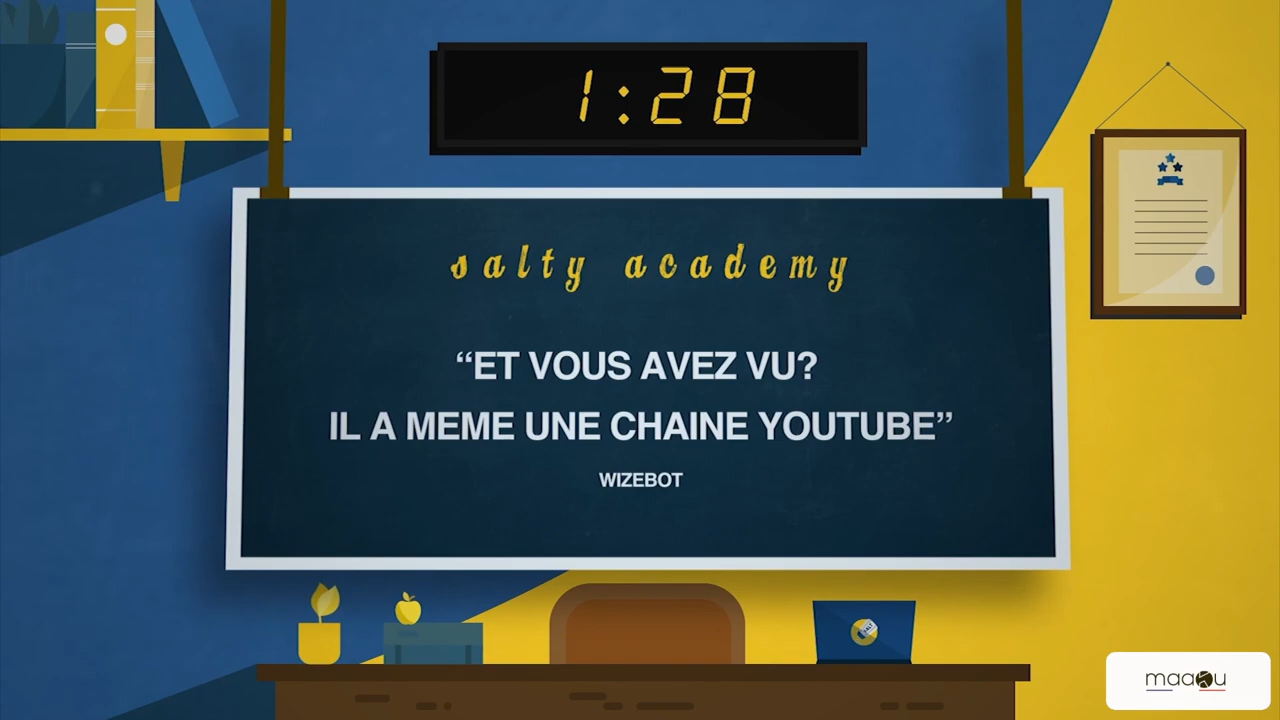 1:28
salty academy
“ET VOUS AVEZ VU?
IL A MEME UNE CHAINE YOUTUBE”
WIZEBOT
maaku